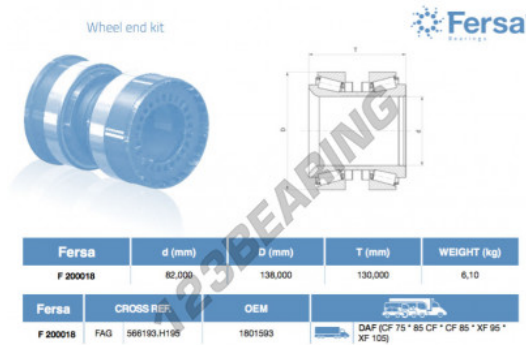 Wheel end kit
Fersa
Bearings
T
D
d
123BEARING
Fersa d (mm) D (mm) T (mm) WEIGHT (kg)
F 200018 82,000 138,000 130,000 6,10
Fersa CROSS REF. OEM
F 200018 FAG 566193.H195 1801593 DAF (CF 75 * 85 CF * CF 85 * XF 95 *
XF 105)